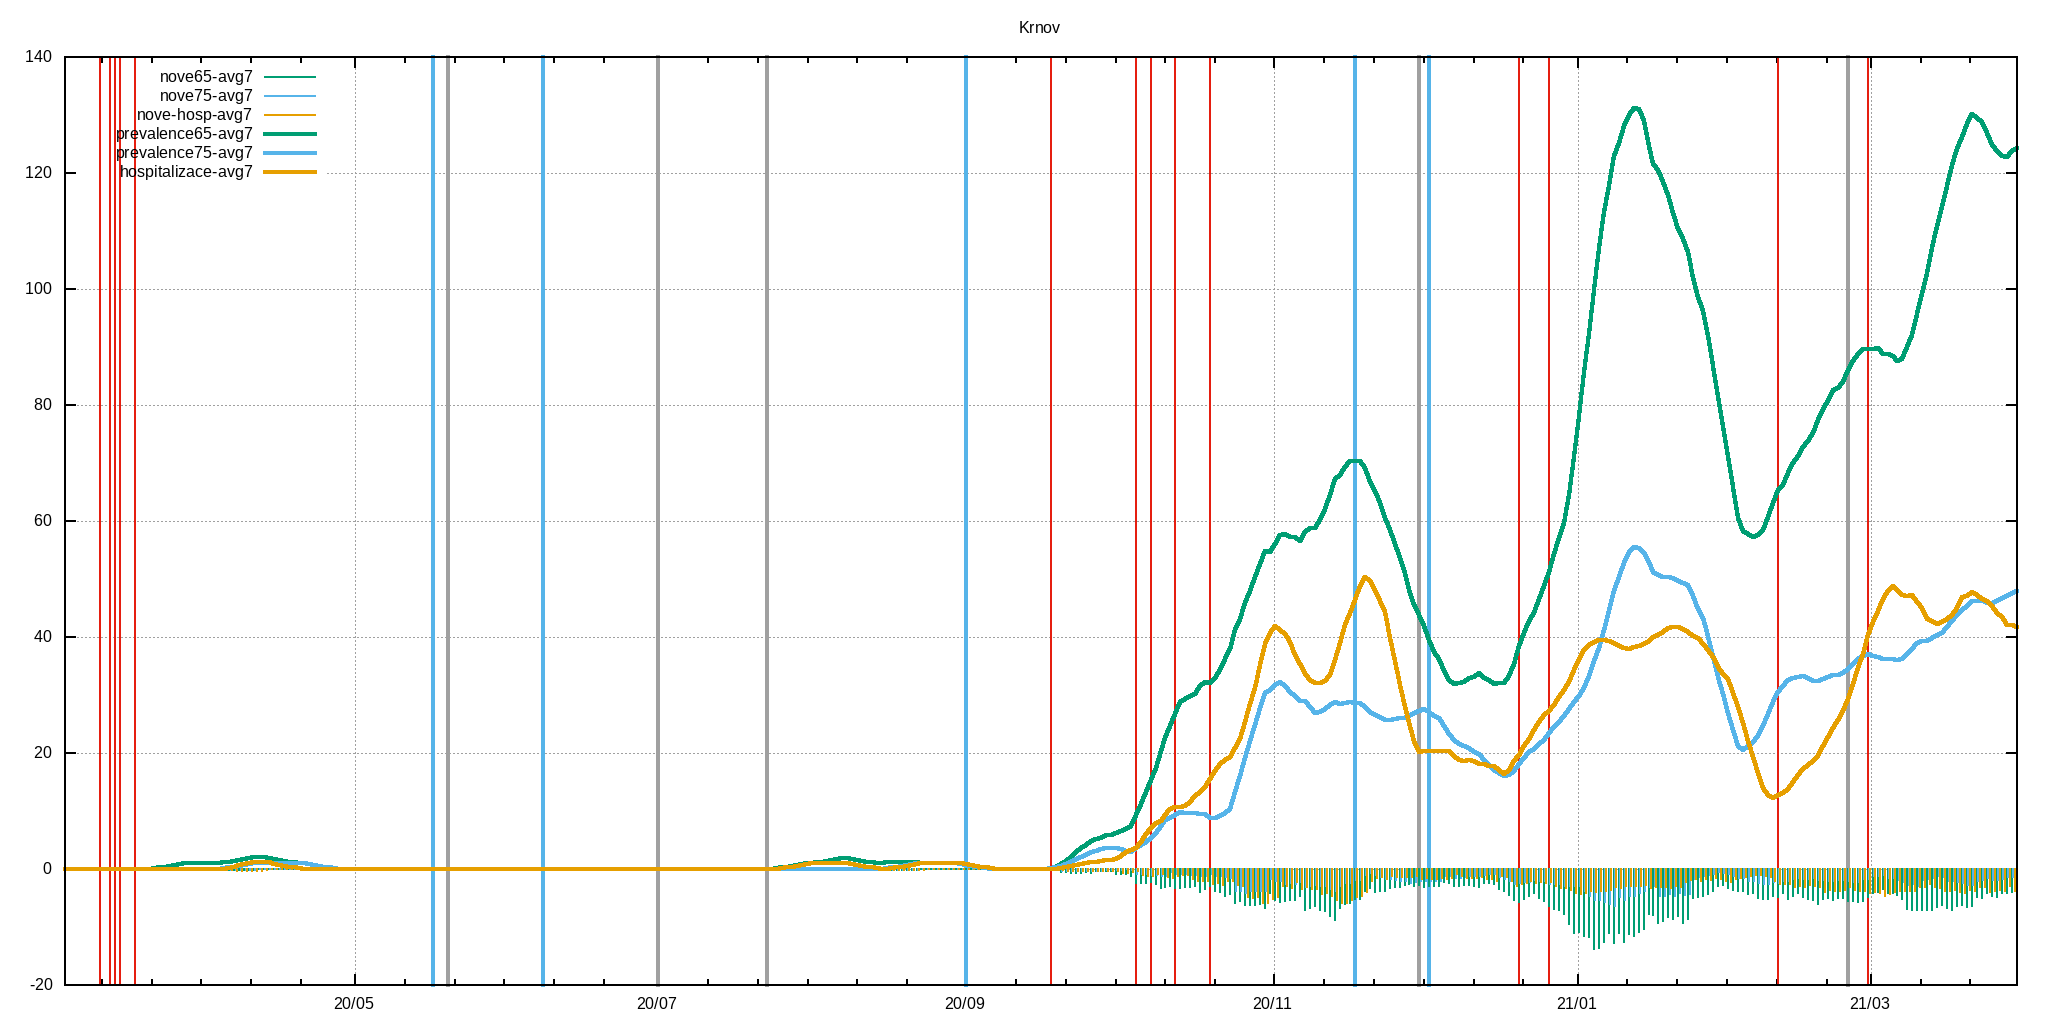 Krnov
140
120
100
80
60
40
20
0
-20
nove65-avg7
nove75-avg7
nove-hosp-avg7
prevalence65-avg7
prevalence75-avg7
hospitalizace-avg7
20/05
20/07
20/09
20/11
21/01
21/03